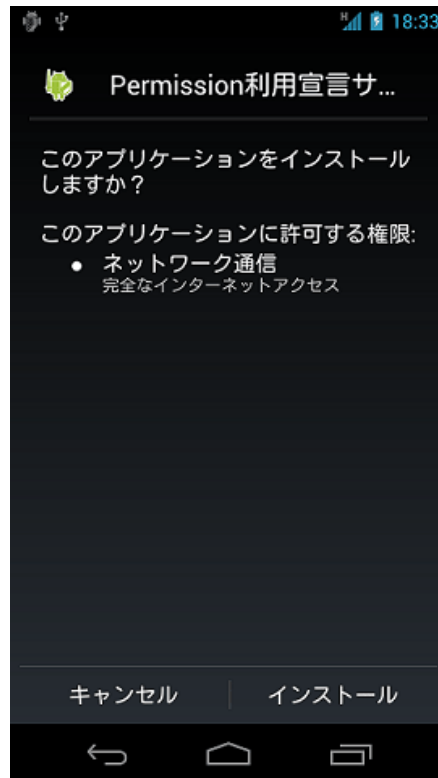 H 18:33
Permission利用宣言サ...
このアプリケーションをインストール
しますか？
このアプリケーションに許可する権限:
● ネットワーク通信
完全なインターネットアクセス
キャンセル インストール